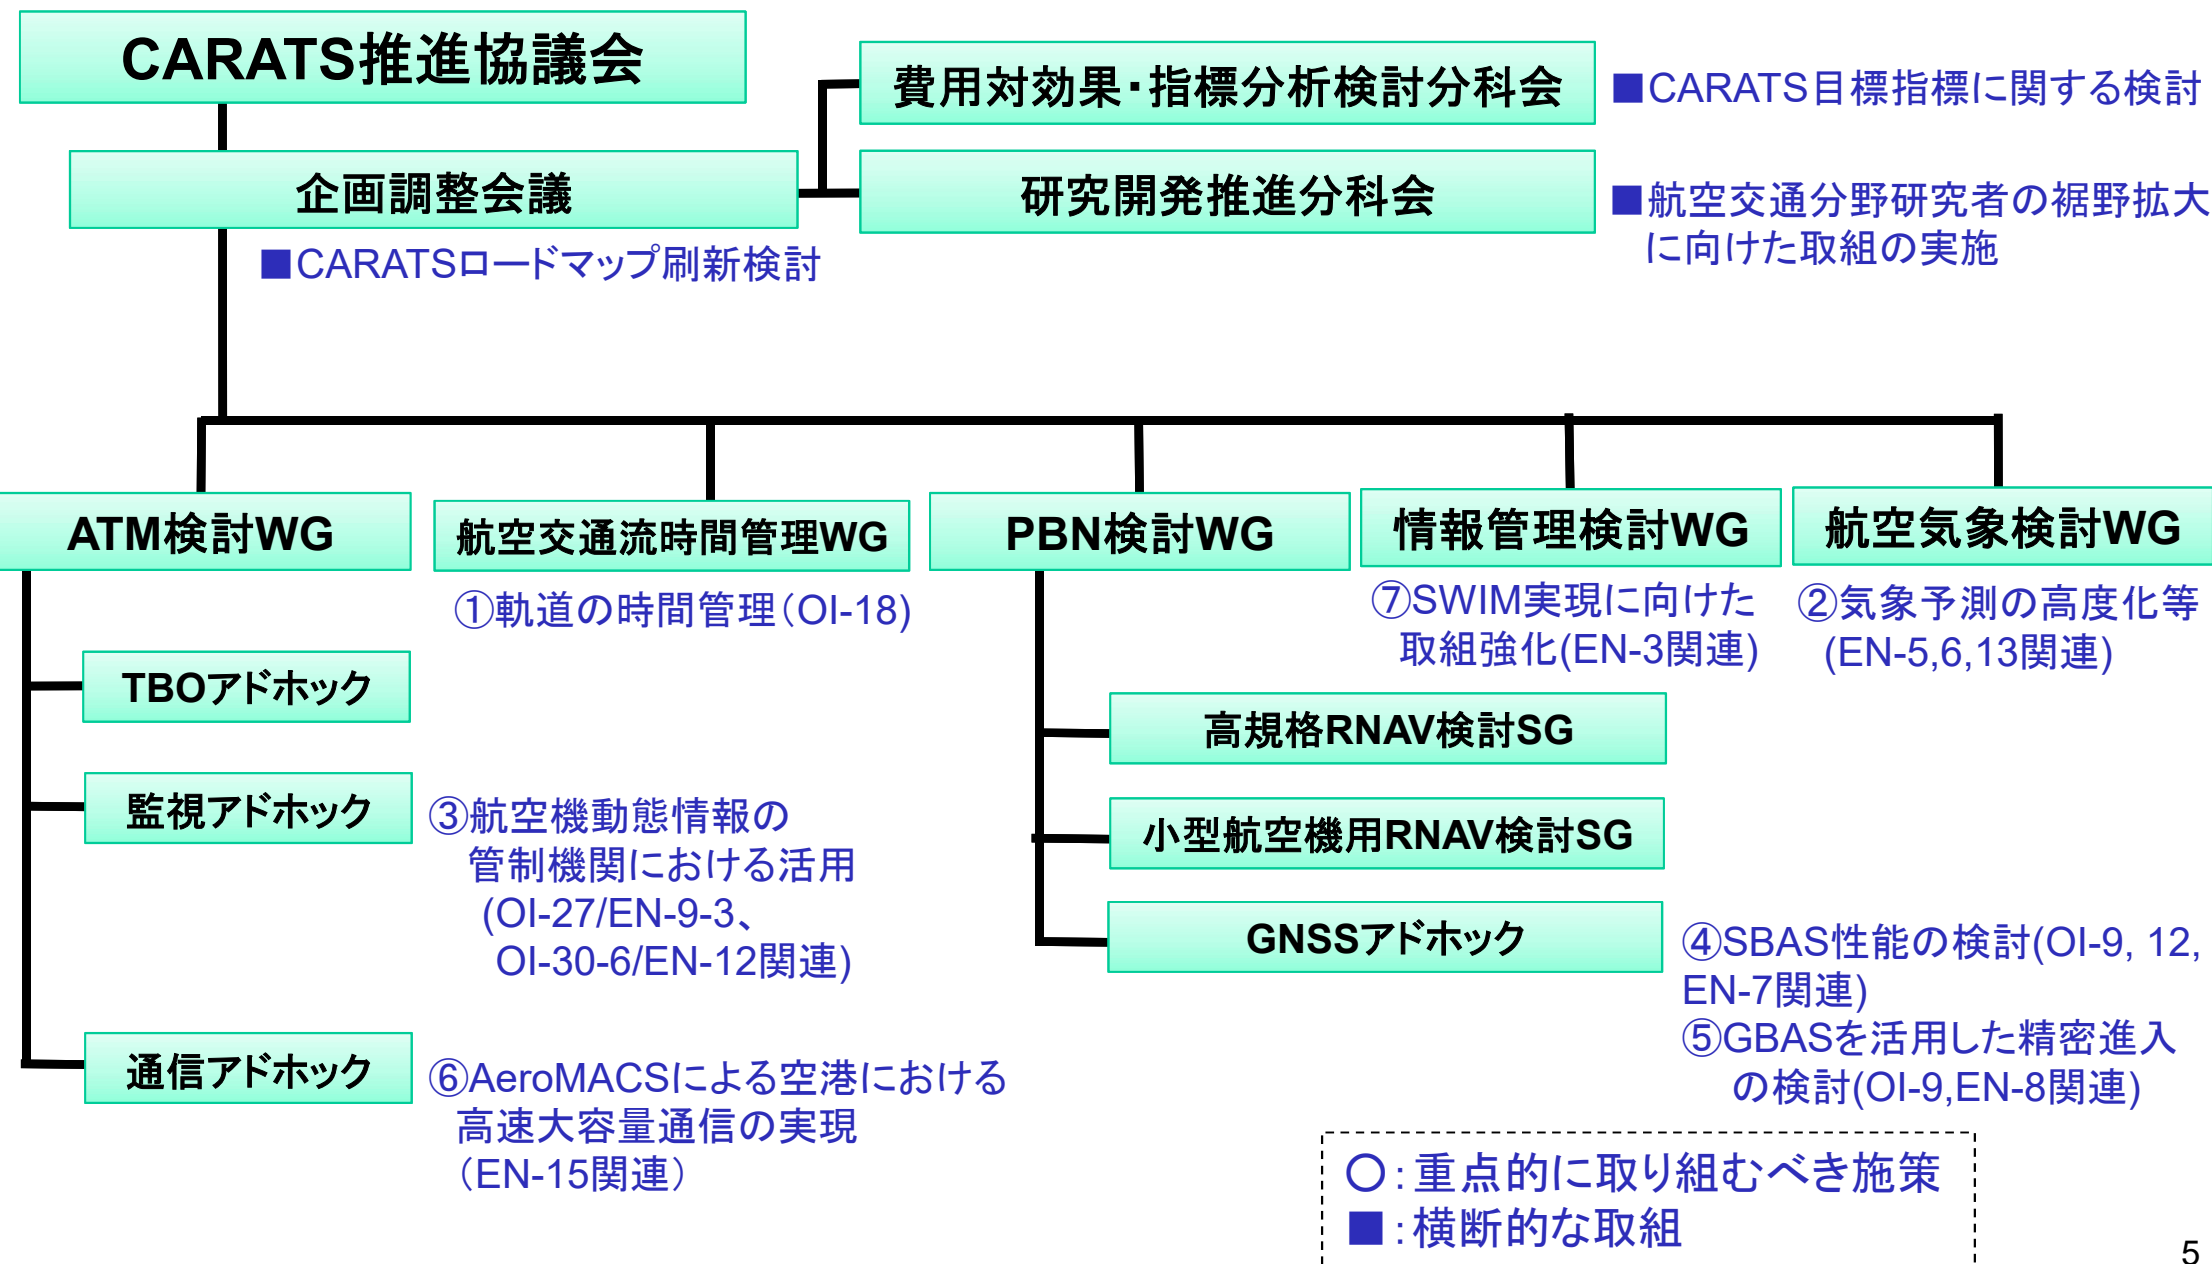 CARATS推進協議会
費用対効果・指標分析検討分科会
■CARATS目標指標に関する検討
企画調整会議
研究開発推進分科会
■航空交通分野研究者の裾野拡大
に向けた取組の実施
■CARATSロードマップ刷新検討
ATM検討WG
航空交通流時間管理WG
PBN検討WG
情報管理検討WG
航空気象検討WG
①軌道の時間管理（OI-18)
⑦SWIM実現に向けた
取組強化(EN-3関連)
②気象予測の高度化等
(EN-5,6,13関連)
TBOアドホック
高規格RNAV検討SG
監視アドホック
③航空機動態情報の
管制機関における活用
(OI-27/EN-9-3、
OI-30-6/EN-12関連)
小型航空機用RNAV検討SG
GNSSアドホック
④SBAS性能の検討(OI-9, 12,
EN-7関連)
⑤GBASを活用した精密進入
の検討(OI-9,EN-8関連)
通信アドホック
⑥AeroMACSによる空港における
高速大容量通信の実現
（EN-15関連）
〇：重点的に取り組むべき施策
■：横断的な取組
5